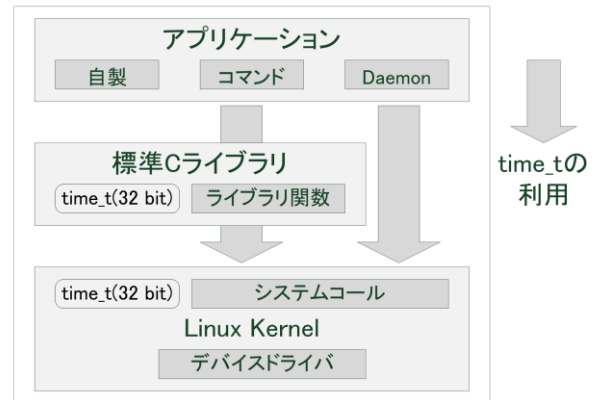 アプリケーション
自製 コマンド Daemon
標準Cライブラリ
time_t(32 bit) ライブラリ関数
time_tの
利用
time_t(32 bit) システムコール
Linux Kernel
デバイスドライバ